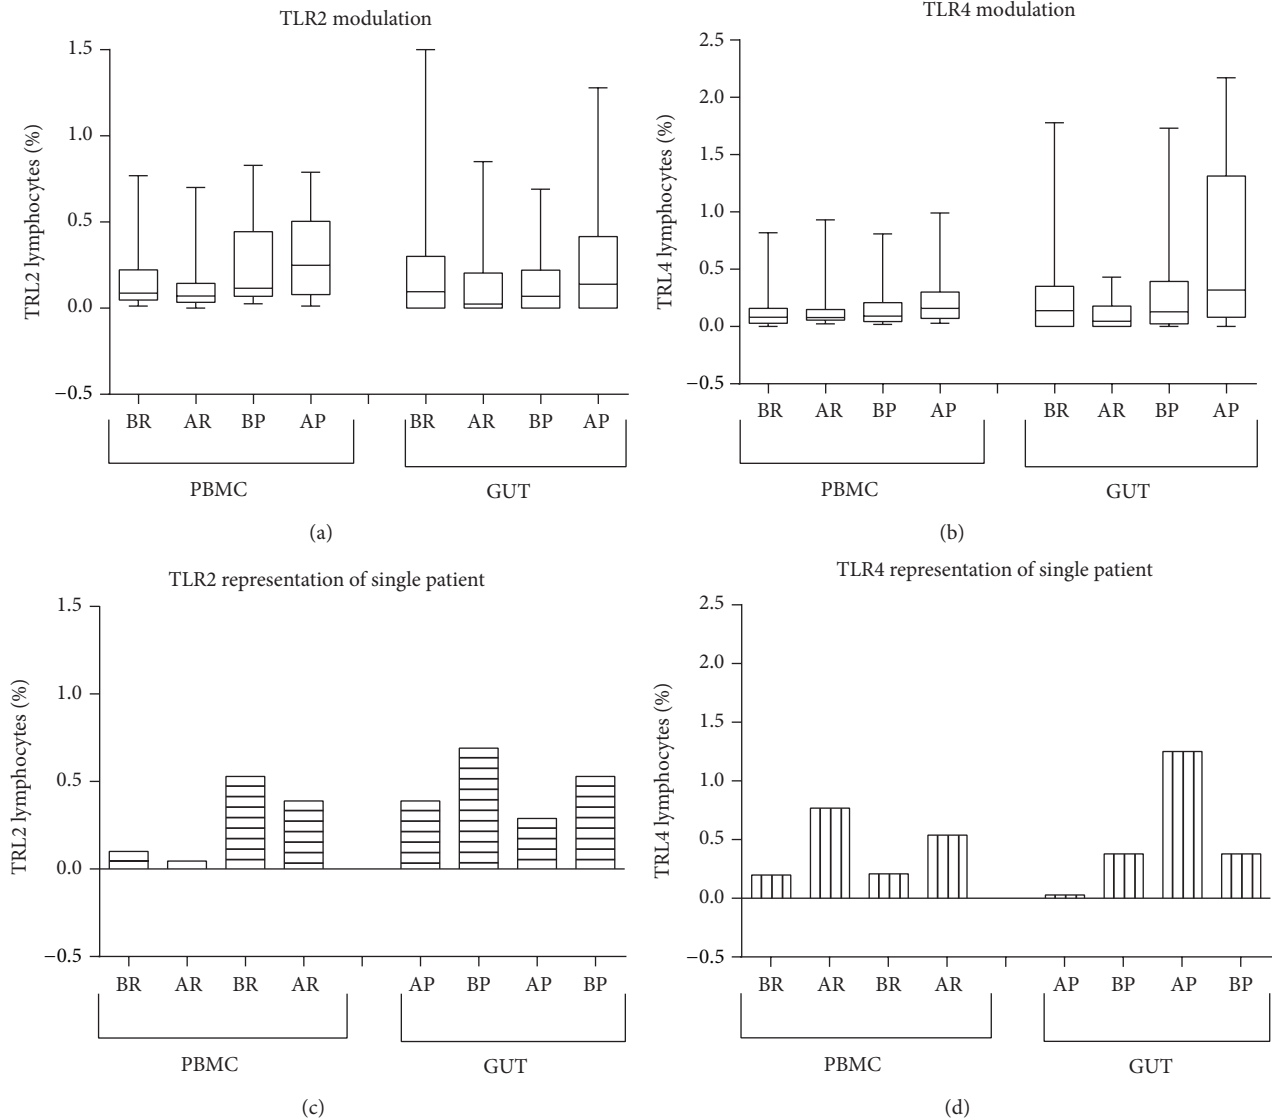 TLR2 modulation
1.5
1.0
0.5
0.0
−0.5
TRL2 lymphocytes (%)
BR AR BP AP BR AR BP AP
PBMC GUT
(a)
TLR4 modulation
2.5
2.0
1.5
1.0
0.5
0.0
−0.5
TRL4 lymphocytes (%)
BR AR BP AP BR AR BP AP
PBMC GUT
(b)
TLR2 representation of single patient
1.5
1.0
0.5
0.0
−0.5
TRL2 lymphocytes (%)
BR AR BR AR AP BP AP BP
PBMC GUT
(c)
TLR4 representation of single patient
2.5
2.0
1.5
1.0
0.5
0.0
−0.5
TRL4 lymphocytes (%)
BR AR BR AR AP BP AP BP
PBMC GUT
(d)